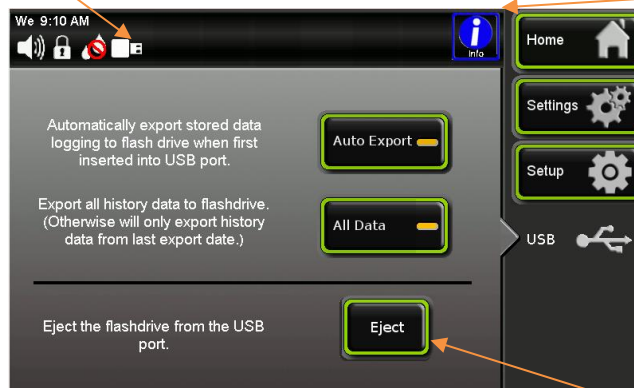 We 9:10 AM
Info
Home
Settings
Automatically export stored data
logging to flash drive when first
inserted into USB port.
Auto Export
Setup
Export all history data to flashdrive.
(Otherwise will only export history
data from last export date.)
All Data
USB
Eject the flashdrive from the USB
port.
Eject